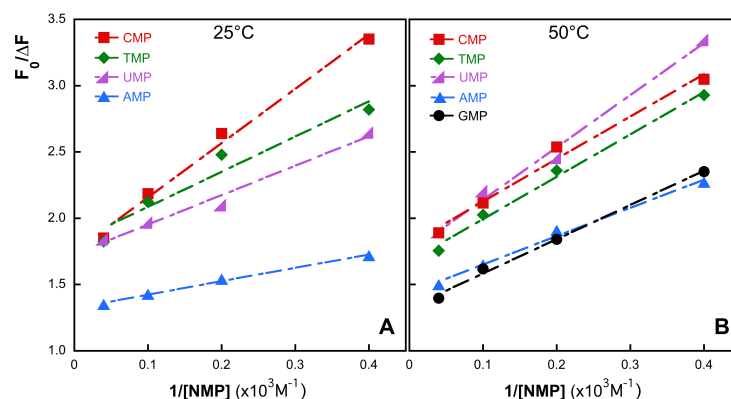 F₀/ΔF
3.5
3.0
2.5
2.0
1.5
1.0
25°C
CMP
TMP
UMP
AMP
A
0 0.1 0.2 0.3 0.4
1/[NMP] (x10³M⁻¹)
50°C
CMP
TMP
UMP
AMP
GMP
B
0 0.1 0.2 0.3 0.4
1/[NMP] (x10³M⁻¹)